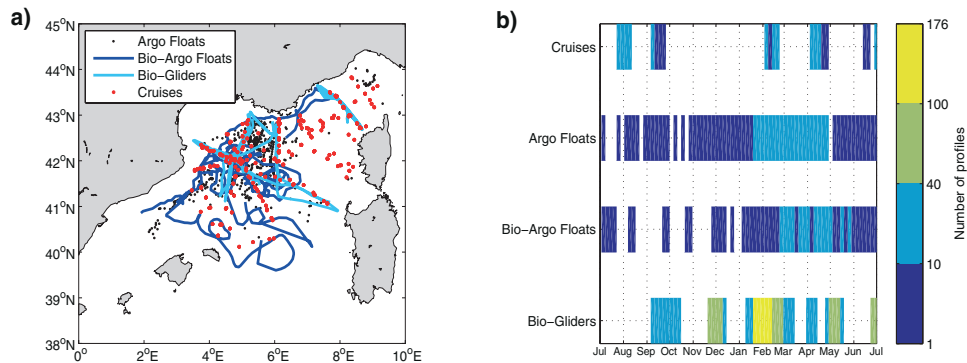 a)
45°N
44°N
43°N
42°N
41°N
40°N
39°N
38°N
0° 2°E 4°E 6°E 8°E 10°E
Argo Floats
Bio−Argo Floats
Bio−Gliders
Cruises
b)
Cruises
Argo Floats
Bio−Argo Floats
Bio−Gliders
Jul Aug Sep Oct Nov Dec Jan Feb Mar Apr May Jun Jul
176
100
40
10
1
Number of profiles